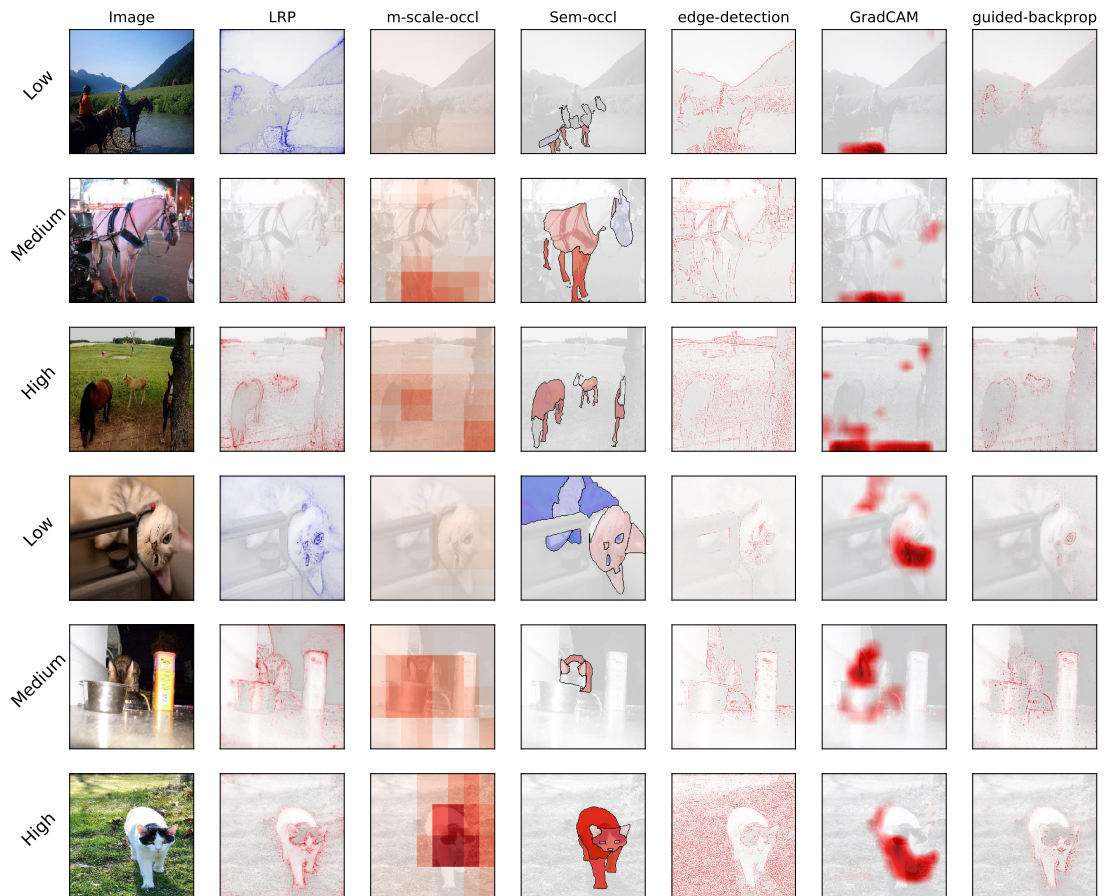 Image LRP m-scale-occl Sem-occl edge-detection GradCAM guided-backprop
Low
Medium
High
Low
Medium
High